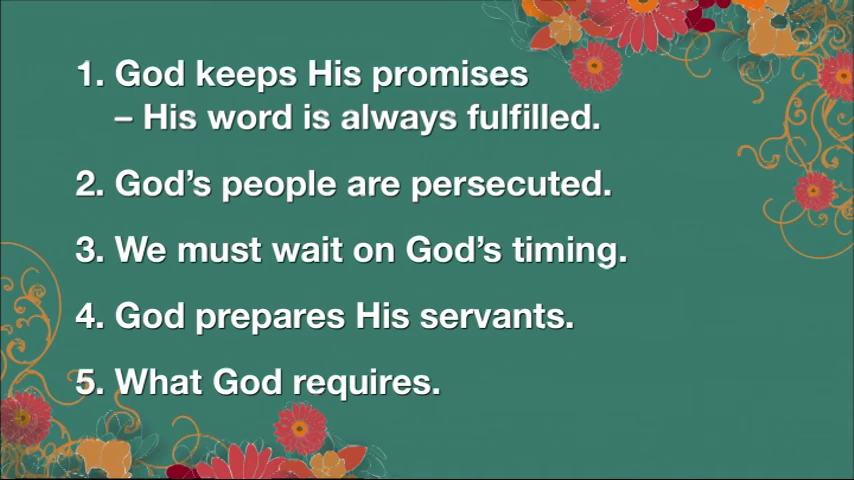 1. God keeps His promises
– His word is always fulfilled.
2. God's people are persecuted.
3. We must wait on God's timing.
4. God prepares His servants.
5. What God requires.